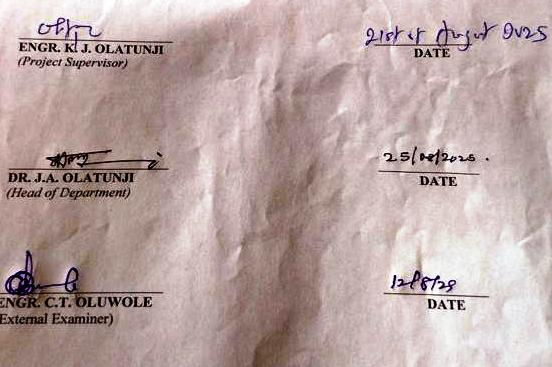 21st of August 2025
ENGR. K. J. OLATUNJI DATE
(Project Supervisor)
25/08/2025.
DR. J.A. OLATUNJI DATE
(Head of Department)
12/8/25
ENGR. C.T. OLUWOLE DATE
External Examiner)